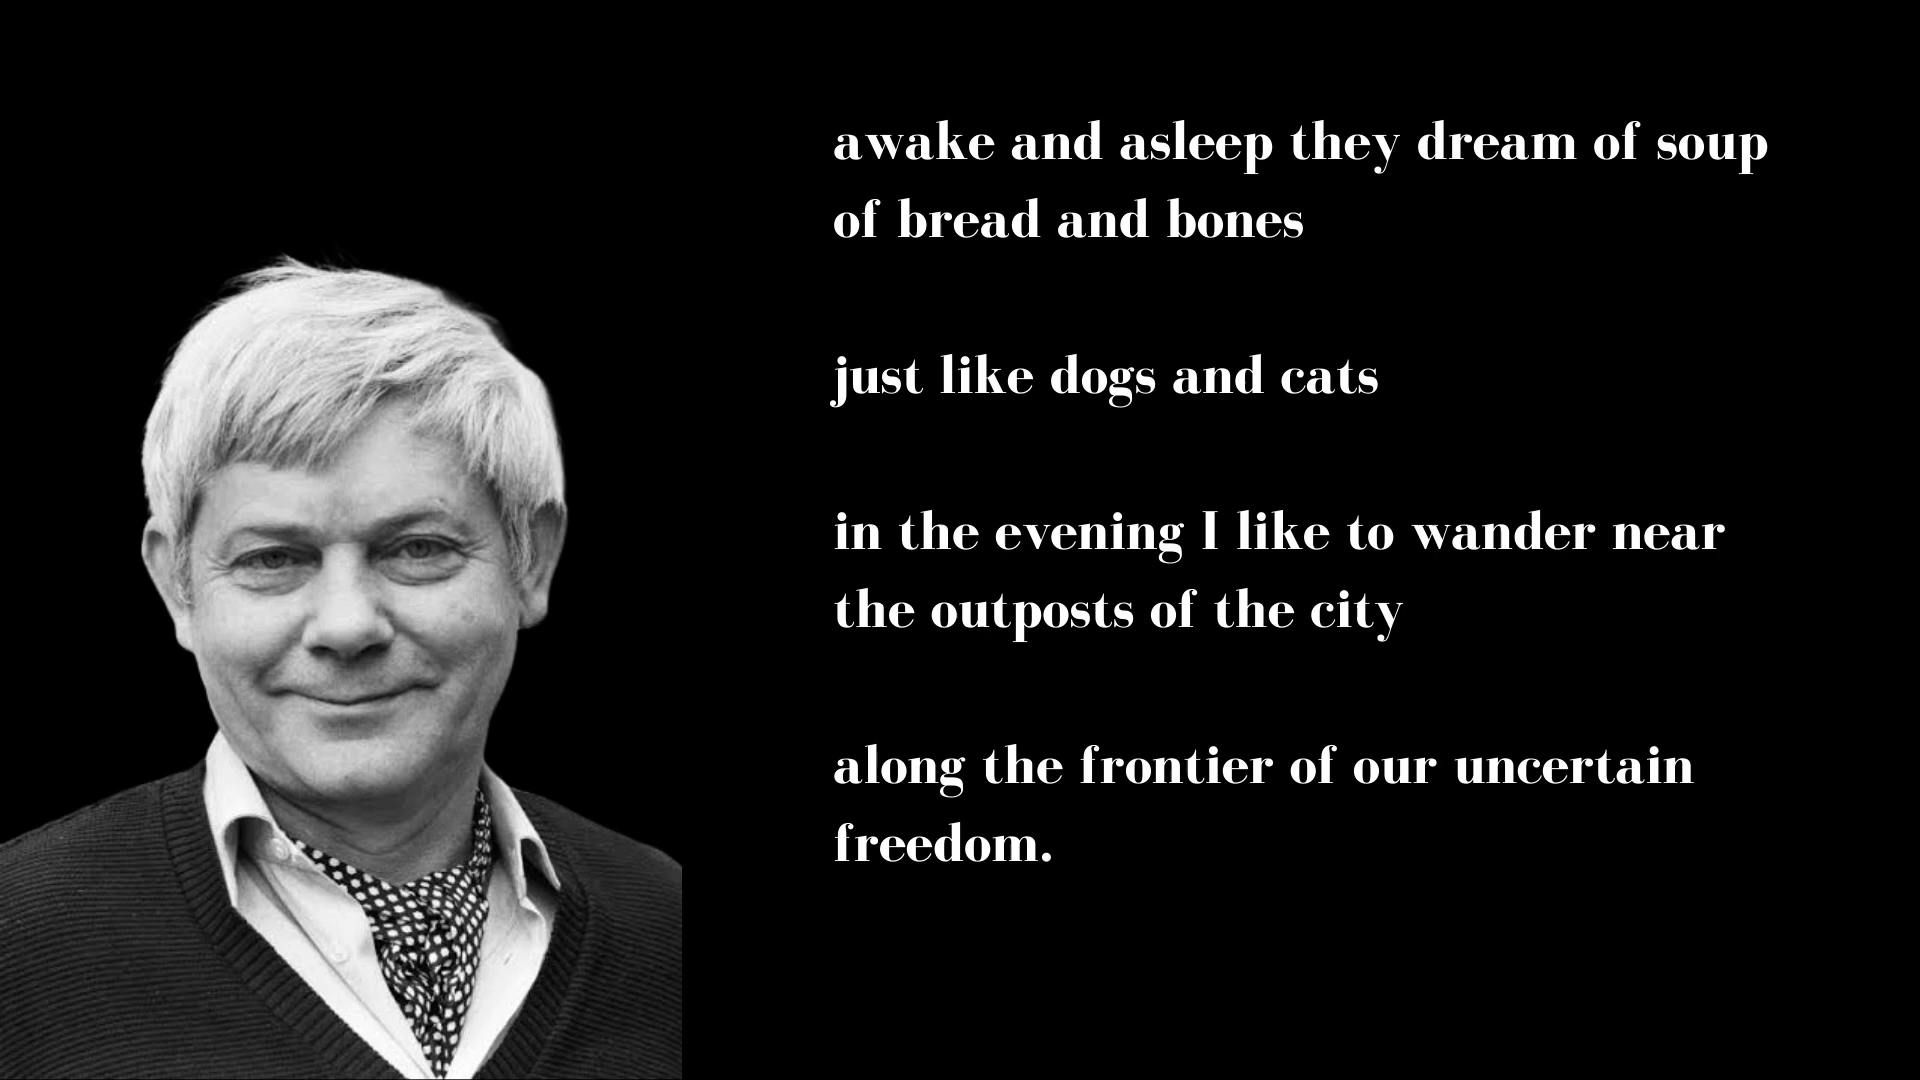 awake and asleep they dream of soup
of bread and bones
just like dogs and cats
in the evening I like to wander near
the outposts of the city
along the frontier of our uncertain
freedom.